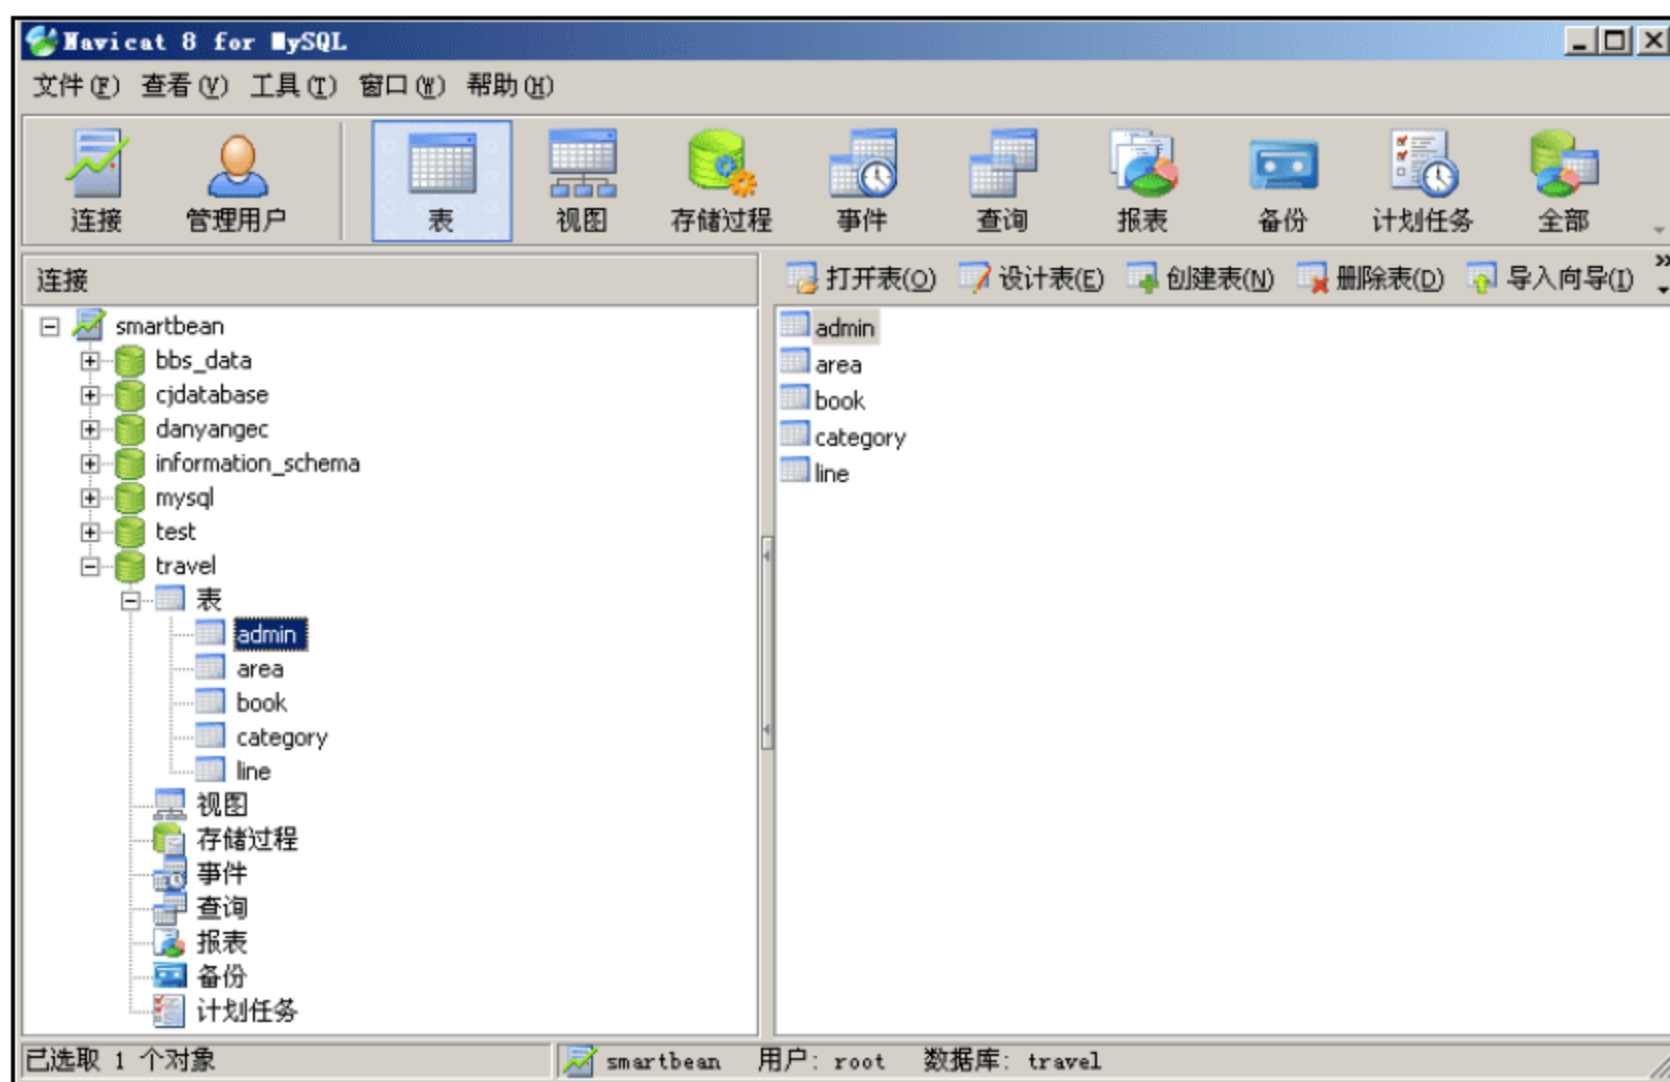 Navicat 8 for MySQL
文件(F) 查看(V) 工具(T) 窗口(W) 帮助(H)
连接 管理用户 表 视图 存储过程 事件 查询 报表 备份 计划任务 全部
连接
打开表(O) 设计表(E) 创建表(N) 删除表(D) 导入向导(I) »
smartbean
bbs_data
cjdatabase
danyangec
information_schema
mysql
test
travel
表
admin
area
book
category
line
视图
存储过程
事件
查询
报表
备份
计划任务
admin
area
book
category
line
已选取 1 个对象 smartbean 用户: root 数据库: travel